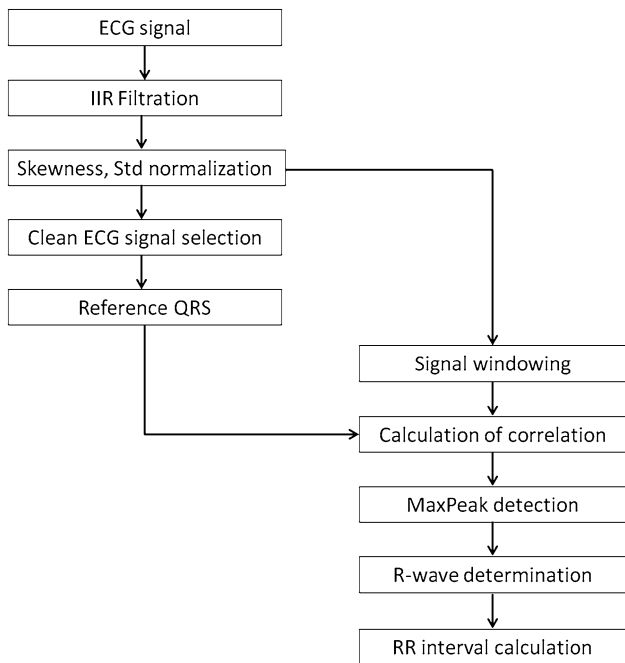 ECG signal
IIR Filtration
Skewness, Std normalization
Clean ECG signal selection
Reference QRS
Signal windowing
Calculation of correlation
MaxPeak detection
R-wave determination
RR interval calculation